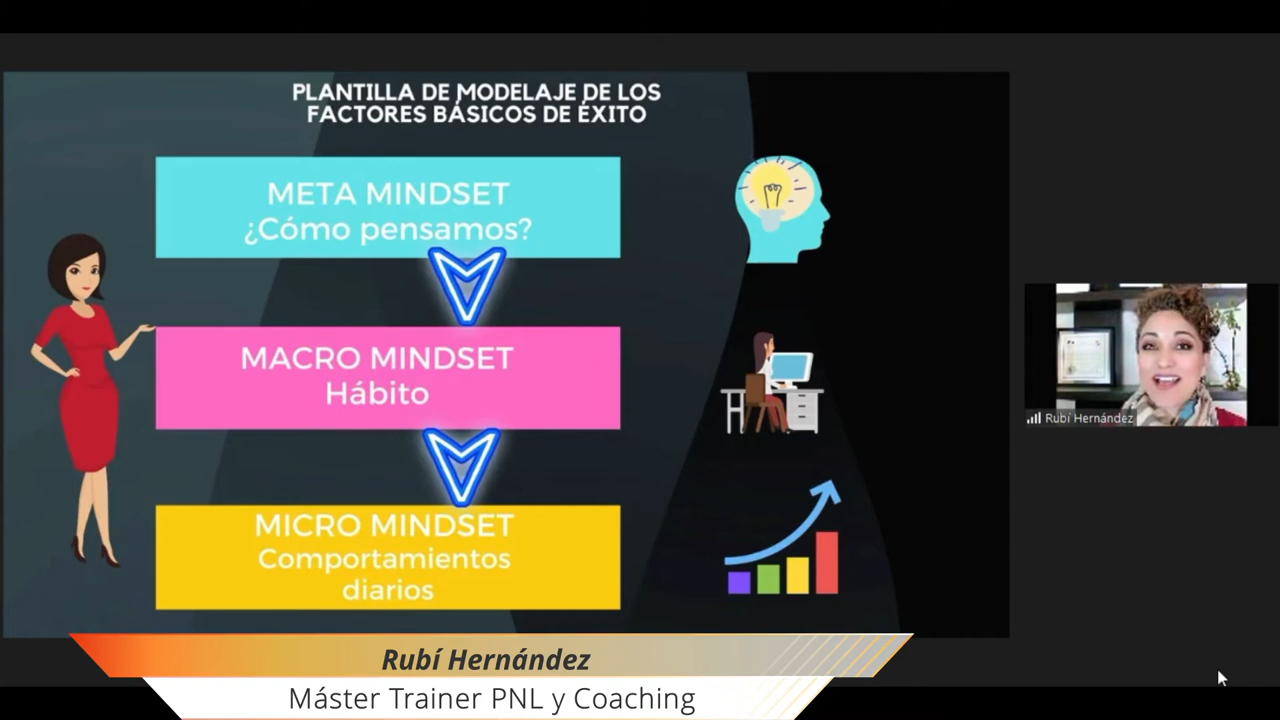 PLANTILLA DE MODELAJE DE LOS
FACTORES BÁSICOS DE ÉXITO
META MINDSET
¿Cómo pensamos?
MACRO MINDSET
Hábito
MICRO MINDSET
Comportamientos
diarios
Rubí Hernández
Rubí Hernández
Máster Trainer PNL y Coaching